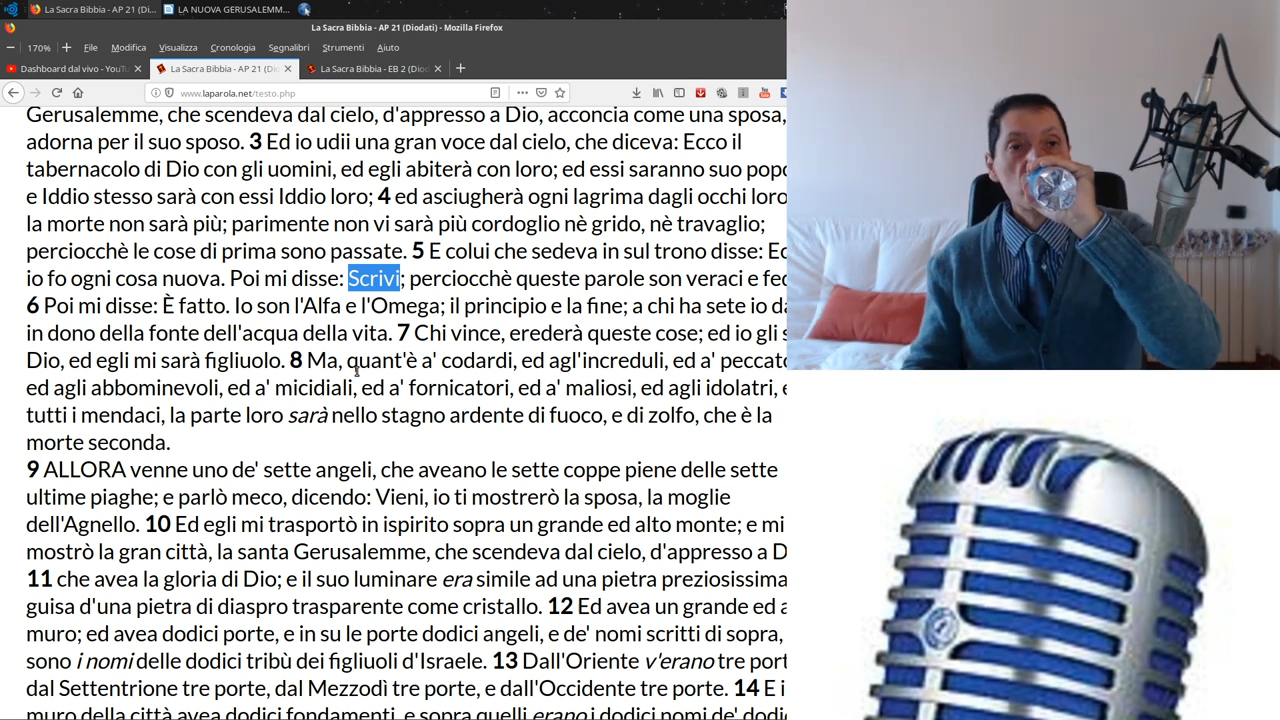 La Sacra Bibbia - AP 21 (Di...
LA NUOVA GERUSALEMM...
La Sacra Bibbia - AP 21 (Diodati) - Mozilla Firefox
170% File Modifica Visualizza Cronologia Segnalibri Strumenti Aiuto
Dashboard dal vivo - YouTu
La Sacra Bibbia - AP 21 (Dio
La Sacra Bibbia - EB 2 (Diod
www.laparola.net/testo.php
Gerusalemme, che scendeva dal cielo, d'appresso a Dio, acconcia come una sposa,
adorna per il suo sposo. 3 Ed io udii una gran voce dal cielo, che diceva: Ecco il
tabernacolo di Dio con gli uomini, ed egli abiterà con loro; ed essi saranno suo popo
e Iddio stesso sarà con essi Iddio loro; 4 ed asciugherà ogni lagrima dagli occhi loro
la morte non sarà più; parimente non vi sarà più cordoglio nè grido, nè travaglio;
perciocchè le cose di prima sono passate. 5 E colui che sedeva in sul trono disse: Ec
io fo ogni cosa nuova. Poi mi disse: Scrivi; perciocchè queste parole son veraci e fed
6 Poi mi disse: È fatto. Io son l'Alfa e l'Omega; il principio e la fine; a chi ha sete io da
in dono della fonte dell'acqua della vita. 7 Chi vince, erederà queste cose; ed io gli s
Dio, ed egli mi sarà figliuolo. 8 Ma, quant'è a' codardi, ed agl'increduli, ed a' peccato
ed agli abbominevoli, ed a' micidiali, ed a' fornicatori, ed a' maliosi, ed agli idolatri, e
tutti i mendaci, la parte loro sarà nello stagno ardente di fuoco, e di zolfo, che è la
morte seconda.
9 ALLORA venne uno de' sette angeli, che aveano le sette coppe piene delle sette
ultime piaghe; e parlò meco, dicendo: Vieni, io ti mostrerò la sposa, la moglie
dell'Agnello. 10 Ed egli mi trasportò in ispirito sopra un grande ed alto monte; e mi
mostrò la gran città, la santa Gerusalemme, che scendeva dal cielo, d'appresso a D
11 che avea la gloria di Dio; e il suo luminare era simile ad una pietra preziosissima
guisa d'una pietra di diaspro trasparente come cristallo. 12 Ed avea un grande ed a
muro; ed avea dodici porte, e in su le porte dodici angeli, e de' nomi scritti di sopra,
sono i nomi delle dodici tribù dei figliuoli d'Israele. 13 Dall'Oriente v'erano tre port
dal Settentrione tre porte, dal Mezzodì tre porte, e dall'Occidente tre porte. 14 E i
muro della città avea dodici fondamenti, e sopra quelli erano i dodici nomi de' dodi